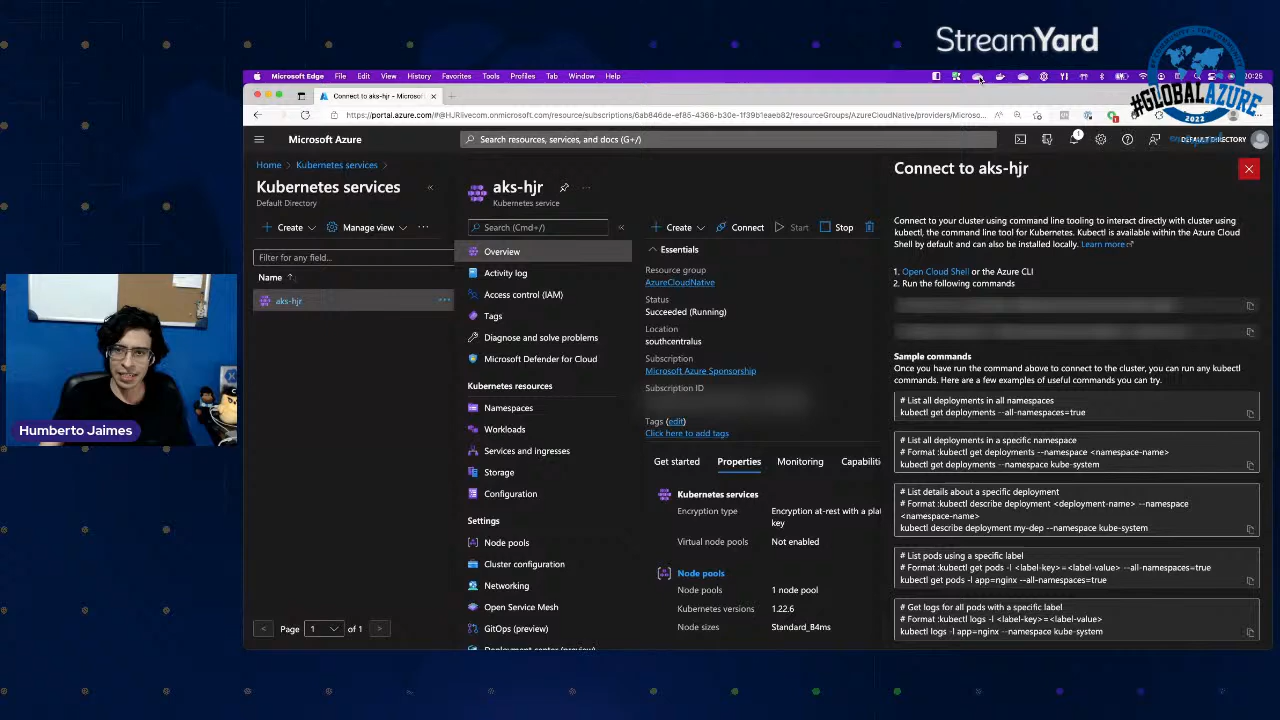 StreamYard
#GLOBALAZURE
2022
Microsoft Edge File Edit View History Favorites Tools Profiles Tab Window Help
20:26
Connect to aks-hjr - Microsof
Microsoft Azure
Search resources, services, and docs (G+/)
1
DEFAULT DIRECTORY
Home > Kubernetes services >
Kubernetes services
Default Directory
Create
Manage view
Filter for any field...
Name
aks-hjr
Page 1 of 1
aks-hjr
Kubernetes service
Search (Cmd+/)
Overview
Activity log
Access control (IAM)
Tags
Diagnose and solve problems
Microsoft Defender for Cloud
Kubernetes resources
Namespaces
Workloads
Services and ingresses
Storage
Configuration
Settings
Node pools
Cluster configuration
Networking
Open Service Mesh
GitOps (preview)
Deployment center (preview)
Create Connect Start Stop
Essentials
Resource group
AzureCloudNative
Status
Succeeded (Running)
Location
southcentralus
Subscription
Microsoft Azure Sponsorship
Subscription ID
Tags (edit)
Click here to add tags
Get started Properties Monitoring Capabiliti
Kubernetes services
Encryption type Encryption at-rest with a plat
key
Virtual node pools Not enabled
Node pools
Node pools 1 node pool
Kubernetes versions 1.22.6
Node sizes Standard_B4ms
Connect to aks-hjr
Connect to your cluster using command line tooling to interact directly with cluster using
kubectl, the command line tool for Kubernetes. Kubectl is available within the Azure Cloud
Shell by default and can also be installed locally. Learn more
1. Open Cloud Shell or the Azure CLI
2. Run the following commands
Sample commands
Once you have run the command above to connect to the cluster, you can run any kubectl
commands. Here are a few examples of useful commands you can try.
# List all deployments in all namespaces
kubectl get deployments --all-namespaces=true
# List all deployments in a specific namespace
# Format :kubectl get deployments --namespace <namespace-name>
kubectl get deployments --namespace kube-system
# List details about a specific deployment
# Format :kubectl describe deployment <deployment-name> --namespace
<namespace-name>
kubectl describe deployment my-dep --namespace kube-system
# List pods using a specific label
# Format :kubectl get pods -l <label-key>=<label-value> --all-namespaces=true
kubectl get pods -l app=nginx --all-namespaces=true
# Get logs for all pods with a specific label
# Format :kubectl logs -l <label-key>=<label-value>
kubectl logs -l app=nginx --namespace kube-system
Humberto Jaimes